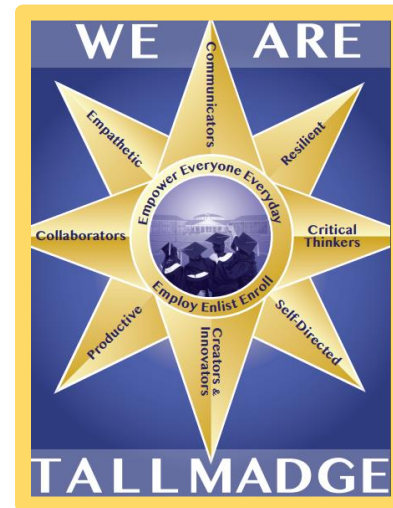 WE ARE
Communicators
Resilient
Critical
Thinkers
Self-Directed
Creators &
Innovators
Productive
Collaborators
Empathetic
Empower Everyone Everyday
Employ Enlist Enroll
TALLMADGE